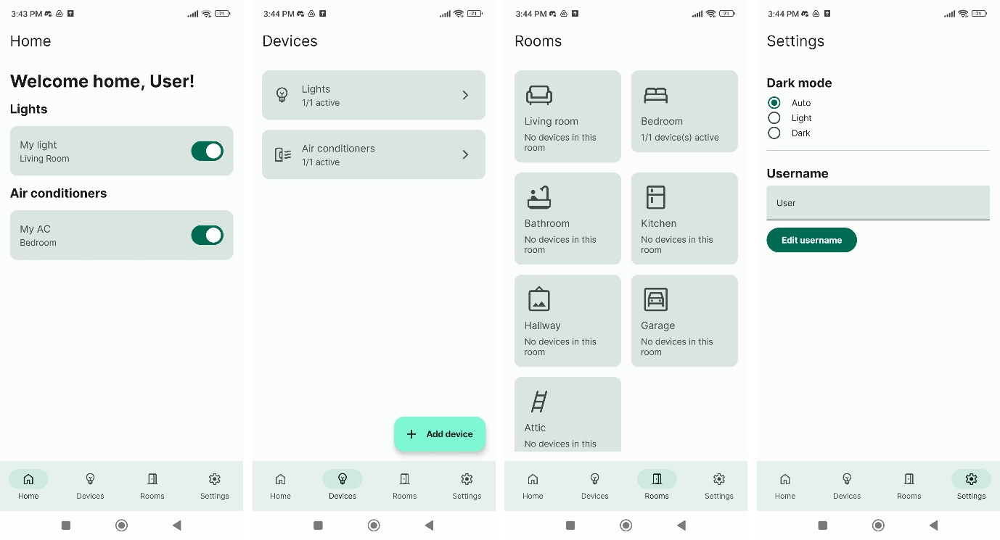 3:43 PM
71
Home
Welcome home, User!
Lights
My light
Living Room
Air conditioners
My AC
Bedroom
Home
Devices
Rooms
Settings
3:44 PM
71
Devices
Lights
1/1 active
Air conditioners
1/1 active
+ Add device
Home
Devices
Rooms
Settings
3:44 PM
71
Rooms
Living room
No devices in this
room
Bedroom
1/1 device(s) active
Bathroom
No devices in this
room
Kitchen
No devices in this
room
Hallway
No devices in this
room
Garage
No devices in this
room
Attic
No devices in this
Home
Devices
Rooms
Settings
3:44 PM
71
Settings
Dark mode
Auto
Light
Dark
Username
User
Edit username
Home
Devices
Rooms
Settings